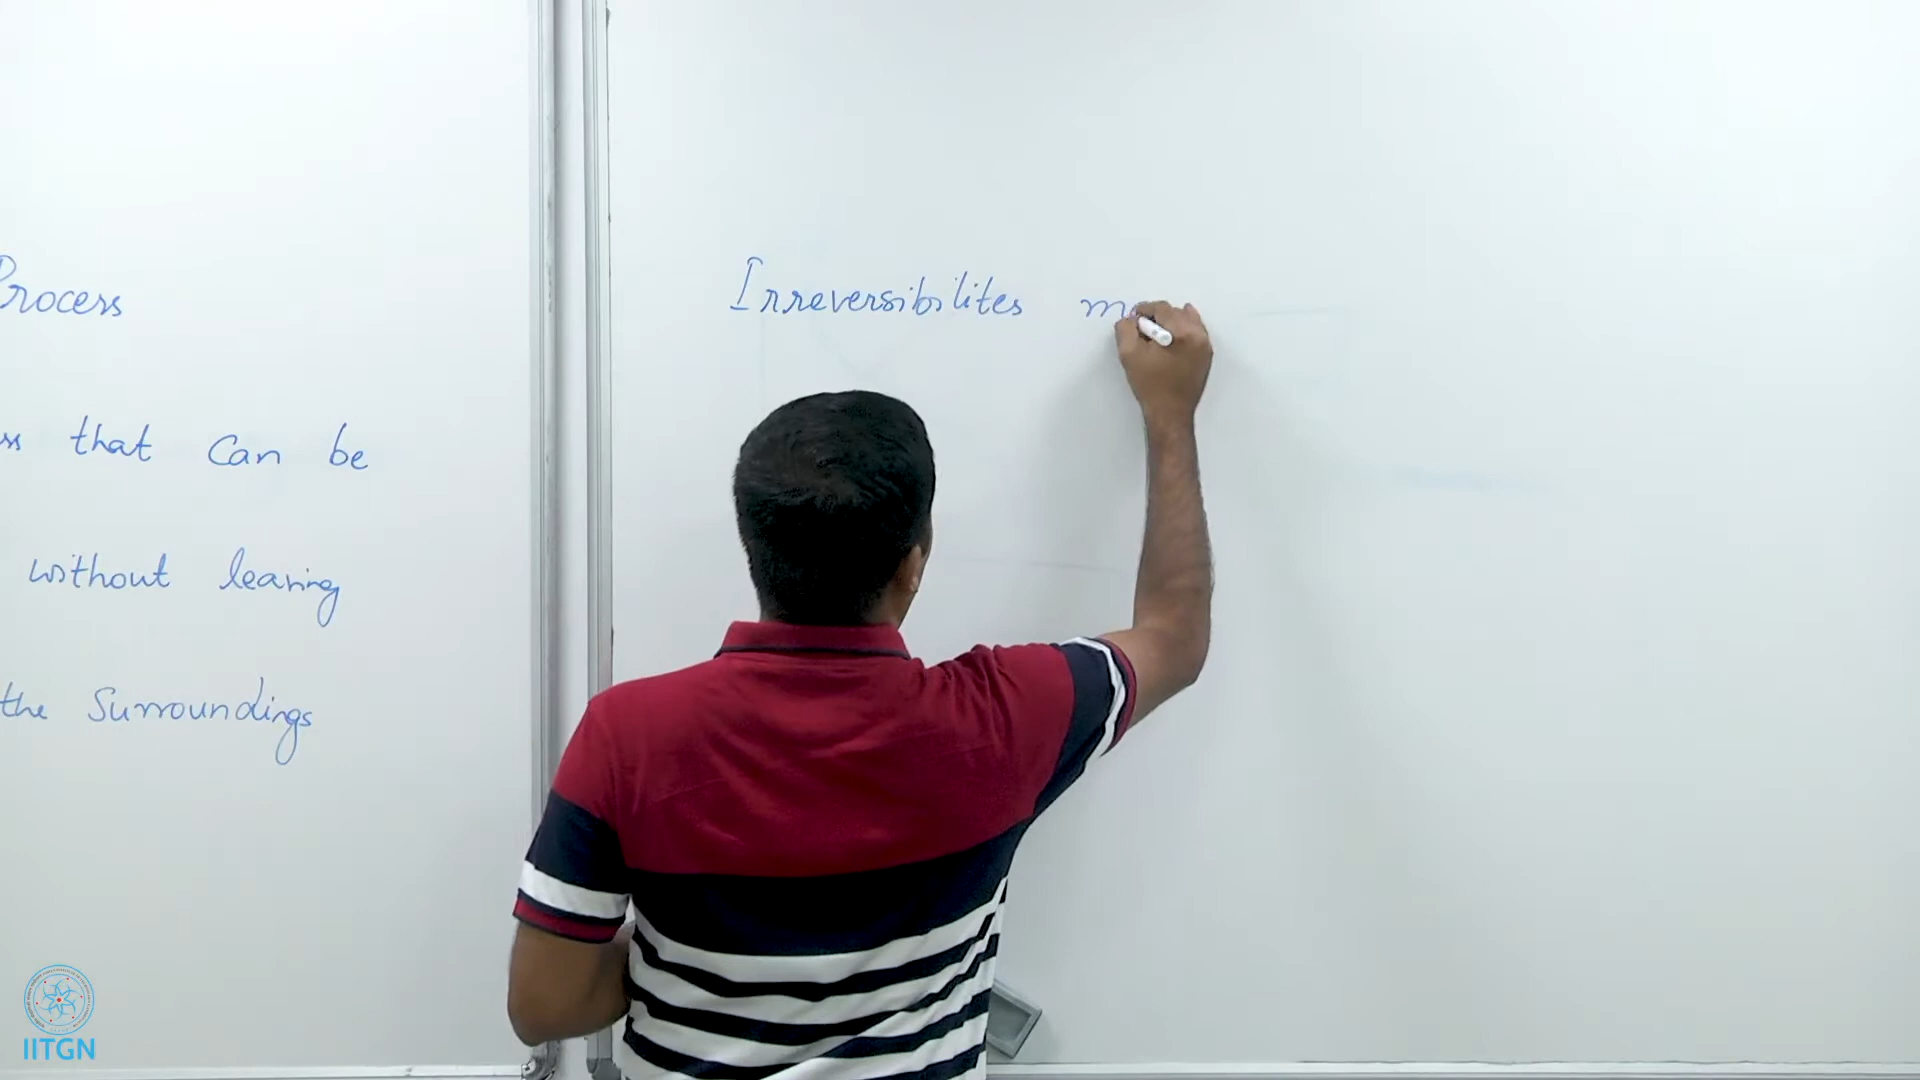 Process
that can be
without leaving
the Surroundings
Irreversibilites
IITGN